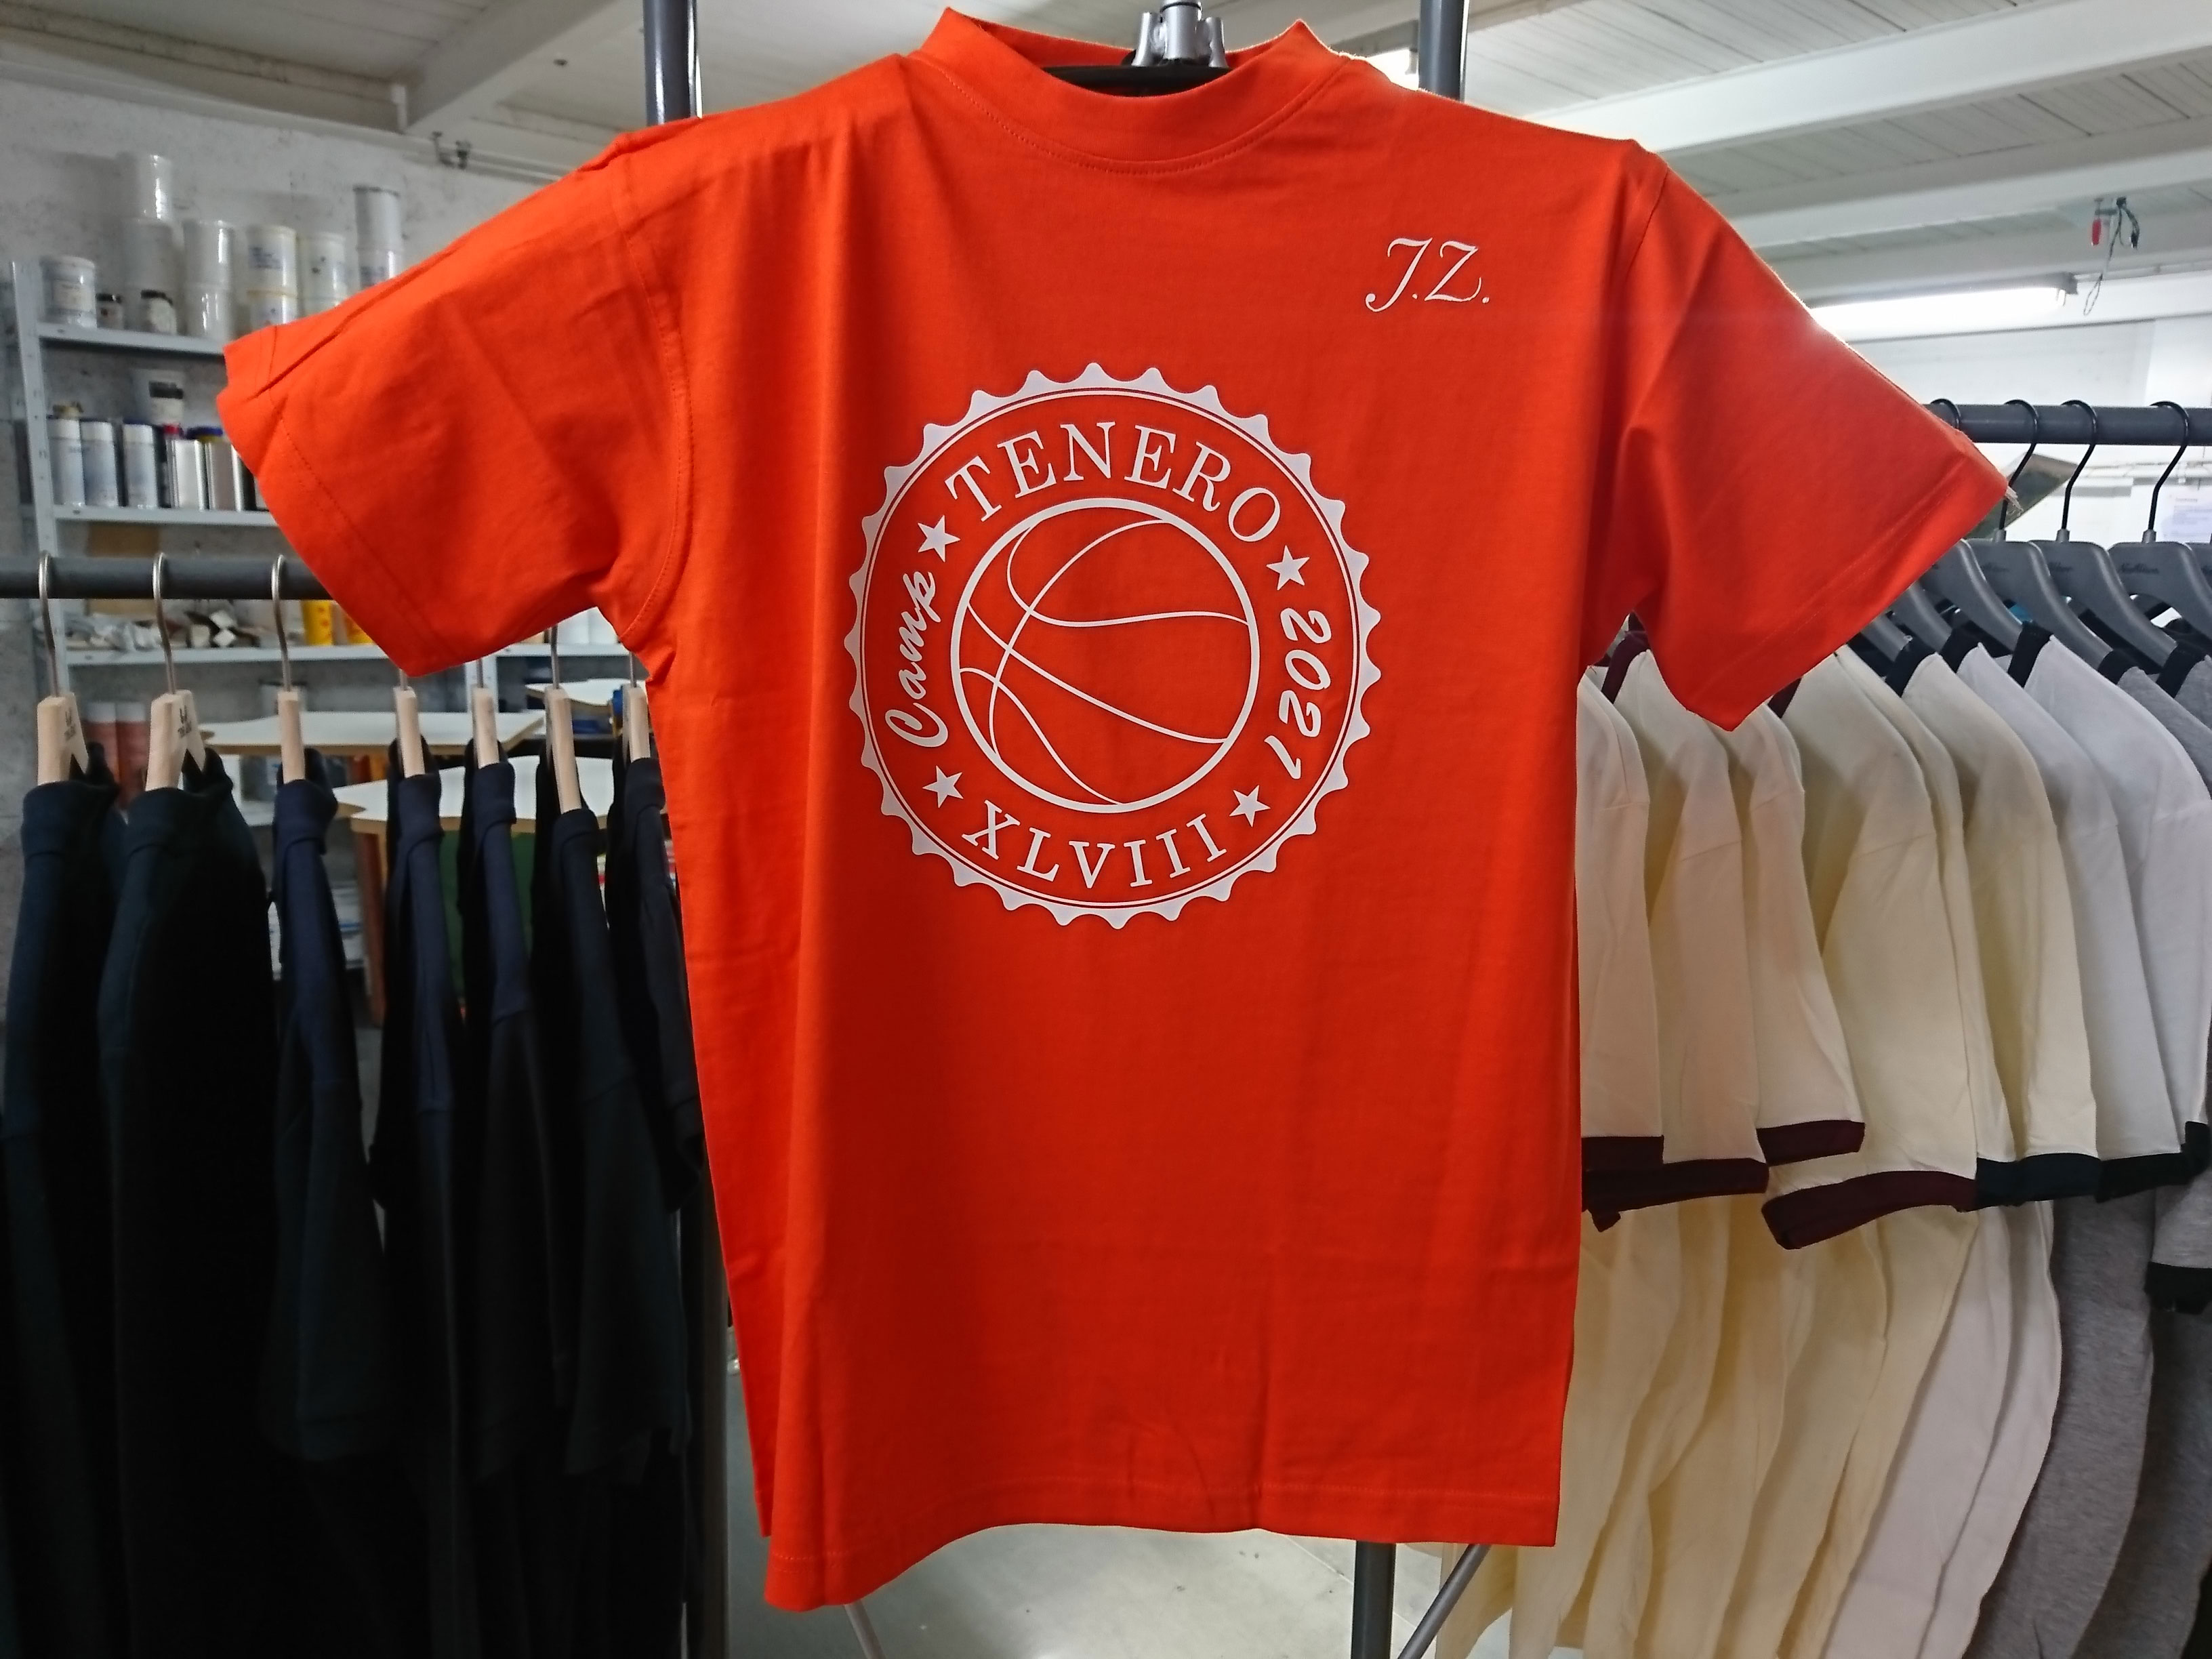 J.Z.
Camp ★ TENERO ★ 2021 ★
XLVIII ★